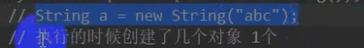 // String a = new String("abc");
// 执行的时候创建了几个对象 1个